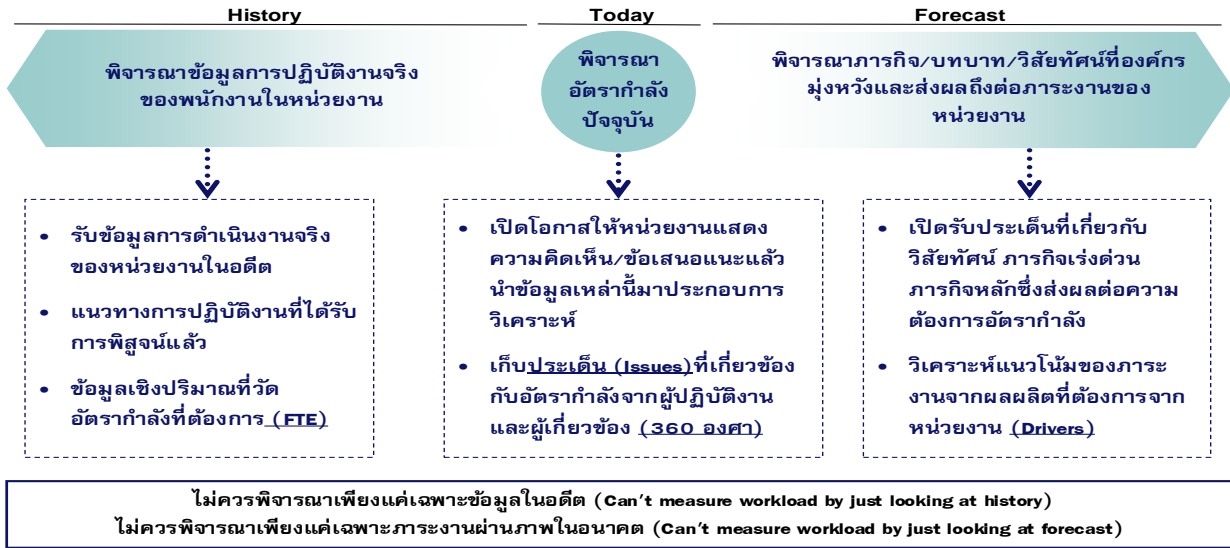 History
Today
Forecast
พิจารณาข้อมูลการปฏิบัติงานจริง
ของพนักงานในหน่วยงาน
พิจารณา
อัตรากำลัง
ปัจจุบัน
พิจารณาภารกิจ/บทบาท/วิสัยทัศน์ที่องค์กร
มุ่งหวังและส่งผลถึงต่อภาระงานของ
หน่วยงาน
• รับข้อมูลการดำเนินงานจริง
ของหน่วยงานในอดีต
• แนวทางการปฏิบัติงานที่ได้รับ
การพิสูจน์แล้ว
• ข้อมูลเชิงปริมาณที่วัด
อัตรากำลังที่ต้องการ (FTE)
• เปิดโอกาสให้หน่วยงานแสดง
ความคิดเห็น/ข้อเสนอแนะแล้ว
นำข้อมูลเหล่านี้มาประกอบการ
วิเคราะห์
• เก็บประเด็น (Issues)ที่เกี่ยวข้อง
กับอัตรากำลังจากผู้ปฏิบัติงาน
และผู้เกี่ยวข้อง (360 องศา)
• เปิดรับประเด็นที่เกี่ยวกับ
วิสัยทัศน์ ภารกิจเร่งด่วน
ภารกิจหลักซึ่งส่งผลต่อความ
ต้องการอัตรากำลัง
• วิเคราะห์แนวโน้มของภาระ
งานจากผลผลิตที่ต้องการจาก
หน่วยงาน (Drivers)
ไม่ควรพิจารณาเพียงแค่เฉพาะข้อมูลในอดีต (Can't measure workload by just looking at history)
ไม่ควรพิจารณาเพียงแค่เฉพาะภาระงานผ่านภาพในอนาคต (Can't measure workload by just looking at forecast)